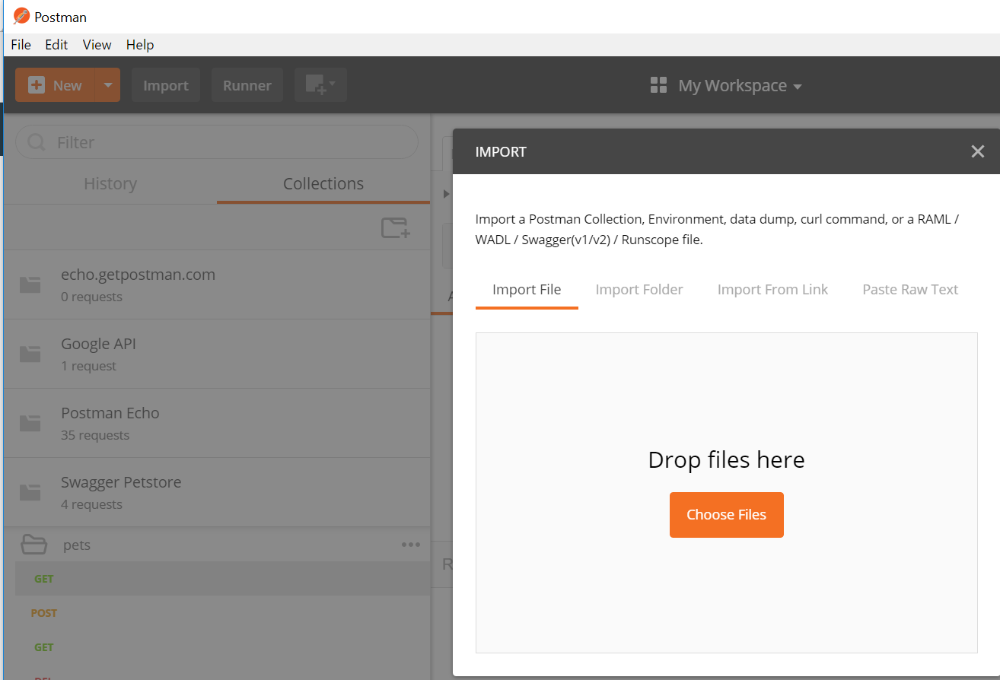 Postman
File Edit View Help
New Import Runner My Workspace
Filter
History Collections
echo.getpostman.com
0 requests
Google API
1 request
Postman Echo
35 requests
Swagger Petstore
4 requests
pets
GET
POST
GET
IMPORT
Import a Postman Collection, Environment, data dump, curl command, or a RAML /
WADL / Swagger(v1/v2) / Runscope file.
Import File Import Folder Import From Link Paste Raw Text
Drop files here
Choose Files